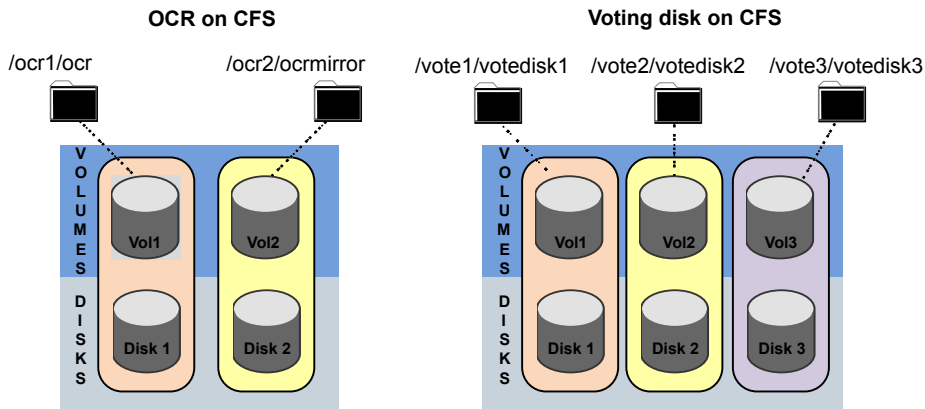 OCR on CFS
/ocr1/ocr
/ocr2/ocrmirror
VOLUMES
Vol1
Vol2
DISKS
Disk 1
Disk 2
Voting disk on CFS
/vote1/votedisk1
/vote2/votedisk2
/vote3/votedisk3
VOLUMES
Vol1
Vol2
Vol3
DISKS
Disk 1
Disk 2
Disk 3